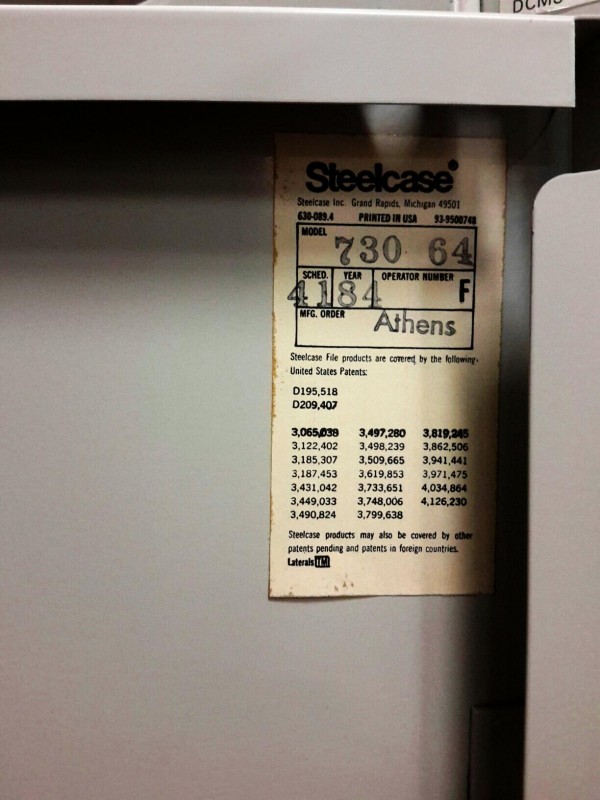 DCMS
Steelcase
Steelcase Inc. Grand Rapids, Michigan 49501
630-089.4 PRINTED IN USA 93-9500748
MODEL
730 64
SCHED. YEAR OPERATOR NUMBER
4184 F
MFG. ORDER
Athens
Steelcase File products are covered by the following
United States Patents:
D195,518
D209,407
3,065,038 3,497,280 3,819,245
3,122,402 3,498,239 3,862,506
3,185,307 3,509,665 3,941,441
3,187,453 3,619,853 3,971,475
3,431,042 3,733,651 4,034,864
3,449,033 3,748,006 4,126,230
3,490,824 3,799,638
Steelcase products may also be covered by other
patents pending and patents in foreign countries.
Laterals